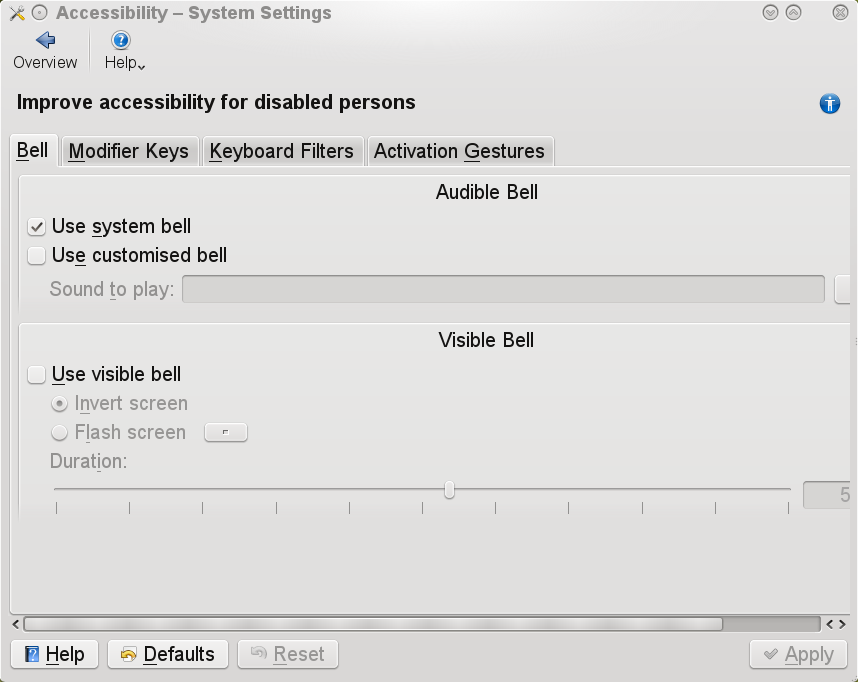 Accessibility – System Settings
Overview
Help
Improve accessibility for disabled persons
Bell Modifier Keys Keyboard Filters Activation Gestures
Audible Bell
Use system bell
Use customised bell
Sound to play:
Visible Bell
Use visible bell
Invert screen
Flash screen
Duration:
5
Help Defaults Reset Apply